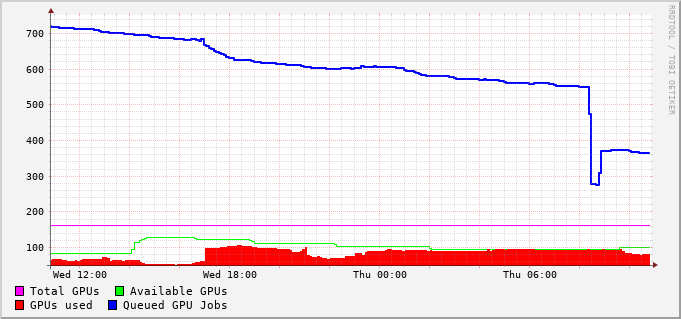 700
600
500
400
300
200
100
Wed 12:00 Wed 18:00 Thu 00:00 Thu 06:00
Total GPUs Available GPUs
GPUs used Queued GPU Jobs
RRDTOOL / TOBI OETIKER